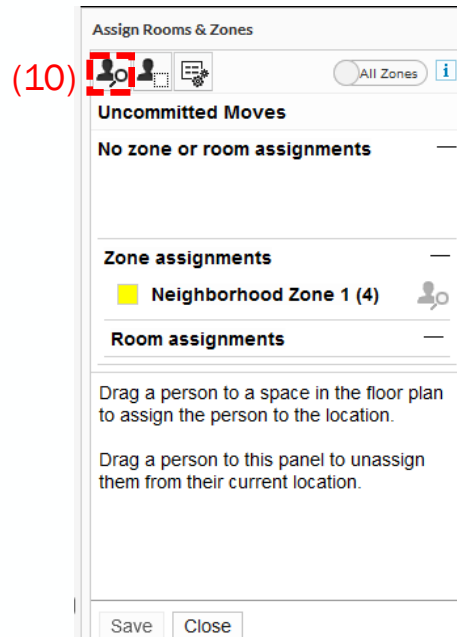 Assign Rooms & Zones
(10)
All Zones
i
Uncommitted Moves
No zone or room assignments
Zone assignments
Neighborhood Zone 1 (4)
Room assignments
Drag a person to a space in the floor plan
to assign the person to the location.
Drag a person to this panel to unassign
them from their current location.
Save Close